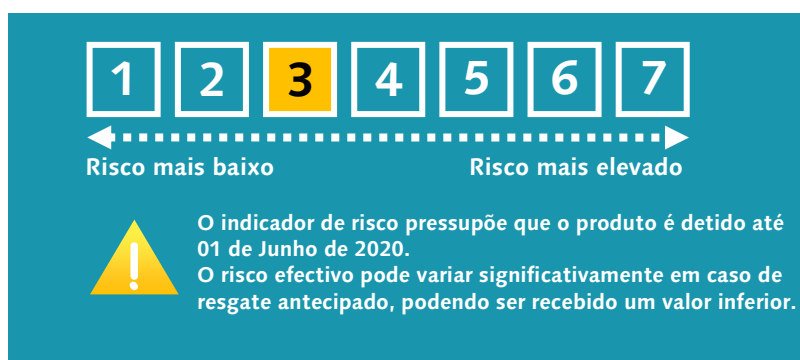 1 2 3 4 5 6 7
Risco mais baixo Risco mais elevado
O indicador de risco pressupõe que o produto é detido até
01 de Junho de 2020.
O risco efectivo pode variar significativamente em caso de
resgate antecipado, podendo ser recebido um valor inferior.